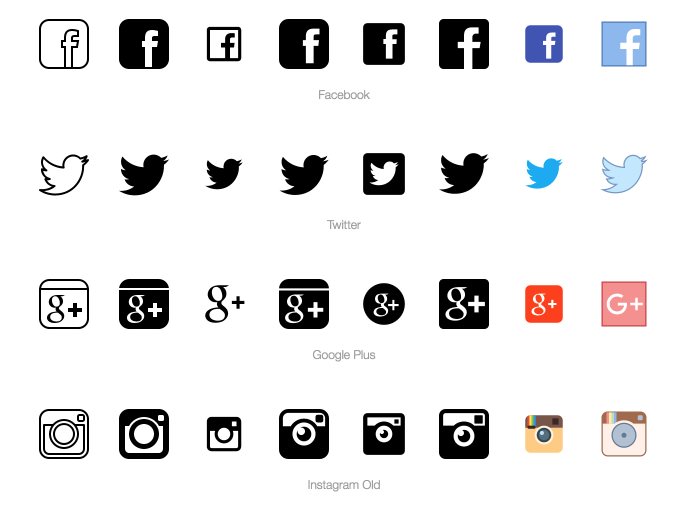 f f f f f f f f
Facebook
Twitter
g+ g+ g+ g+ g+ g+ g+ G+
Google Plus
Instagram Old